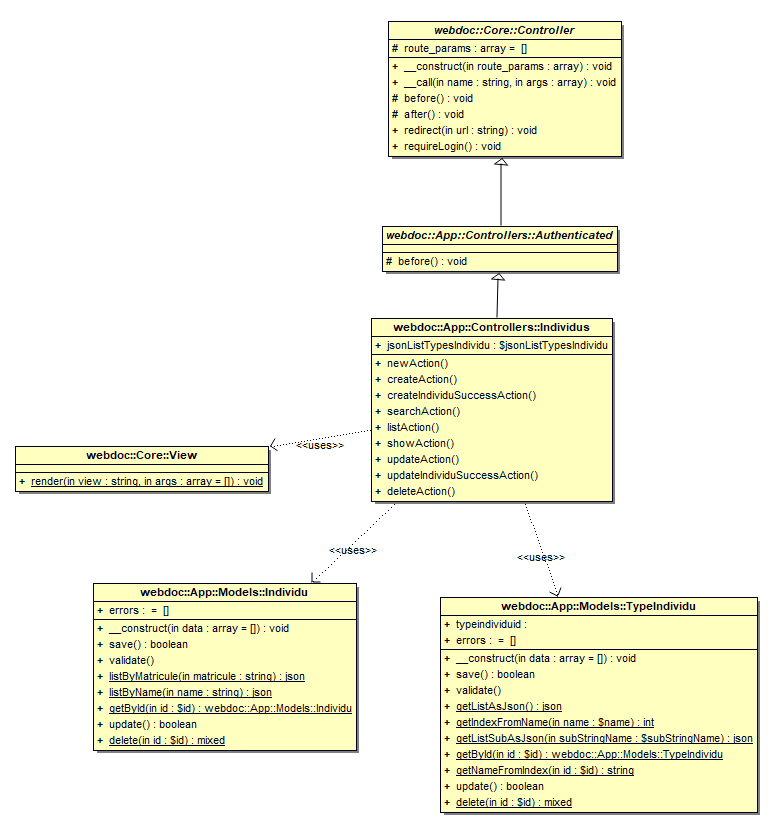 webdoc::Core::Controller
# route_params : array = []
+ __construct(in route_params : array) : void
+ __call(in name : string, in args : array) : void
# before() : void
# after() : void
+ redirect(in url : string) : void
+ requireLogin() : void
webdoc::App::Controllers::Authenticated
# before() : void
webdoc::App::Controllers::Individus
+ jsonListTypesIndividu : $jsonListTypesIndividu
+ newAction()
+ createAction()
+ createIndividuSuccessAction()
+ searchAction()
+ listAction()
+ showAction()
+ updateAction()
+ updateIndividuSuccessAction()
+ deleteAction()
<<uses>>
webdoc::Core::View
+ render(in view : string, in args : array = []) : void
<<uses>>
<<uses>>
webdoc::App::Models::Individu
+ errors : = []
+ __construct(in data : array = []) : void
+ save() : boolean
+ validate()
+ listByMatricule(in matricule : string) : json
+ listByName(in name : string) : json
+ getById(in id : $id) : webdoc::App::Models::Individu
+ update() : boolean
+ delete(in id : $id) : mixed
webdoc::App::Models::TypeIndividu
+ typeindividuid :
+ errors : = []
+ __construct(in data : array = []) : void
+ save() : boolean
+ validate()
+ getListAsJson() : json
+ getIndexFromName(in name : $name) : int
+ getListSubAsJson(in subStringName : $subStringName) : json
+ getById(in id : $id) : webdoc::App::Models::TypeIndividu
+ getNameFromIndex(in id : $id) : string
+ update() : boolean
+ delete(in id : $id) : mixed